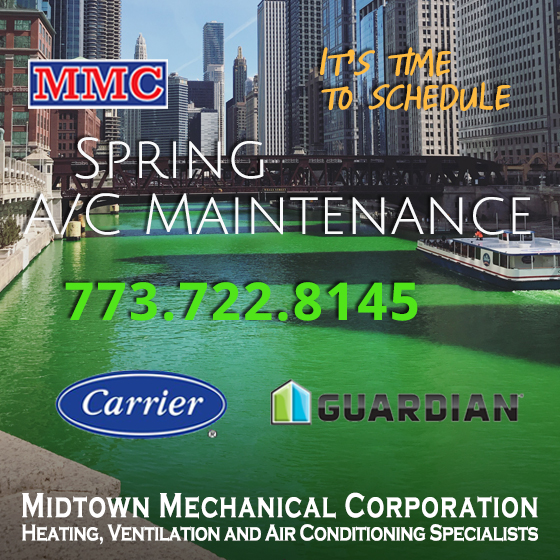 MMC
IT'S TIME
TO SCHEDULE
SPRING
A/C MAINTENANCE
773.722.8145
Carrier
GUARDIAN
MIDTOWN MECHANICAL CORPORATION
HEATING, VENTILATION AND AIR CONDITIONING SPECIALISTS